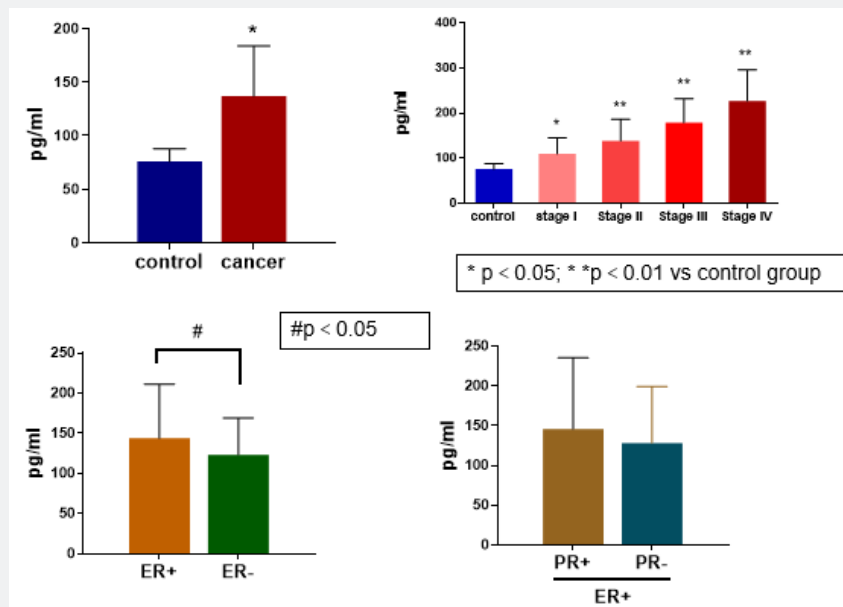 200
*
150
100
50
0
pg/ml
control cancer
400
**
**
300
**
*
200
100
0
pg/ml
control stage I Stage II Stage III Stage IV
* p < 0.05; * *p < 0.01 vs control group
#p < 0.05
250
#
200
150
100
50
0
pg/ml
ER+ ER-
250
200
150
100
50
0
pg/ml
PR+ PR-
ER+